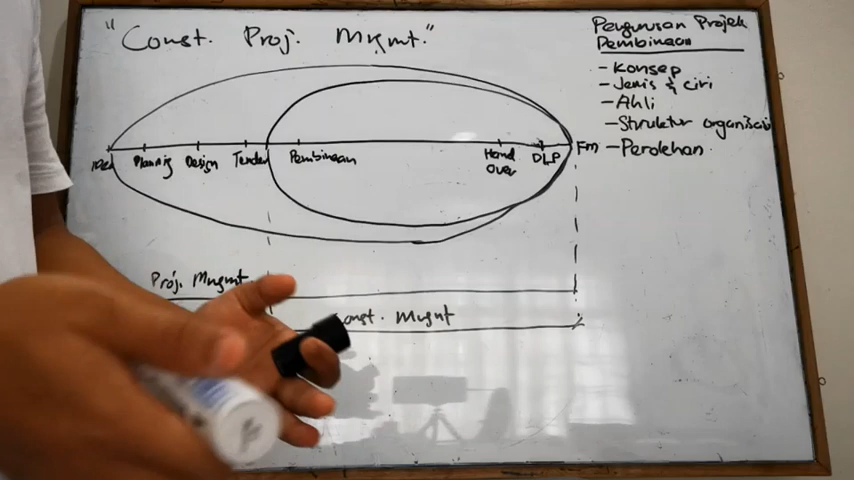 "Const. Proj. Mngmt."
Idea Planning Design Tender Pembinaan Hand Over DLP FM
Proj. Mngmt.
Const. Mngmt
Pengurusan Projek
Pembinaan
- Konsep
- Jenis & ciri
- Ahli
- Struktur organisasi
- Perolehan